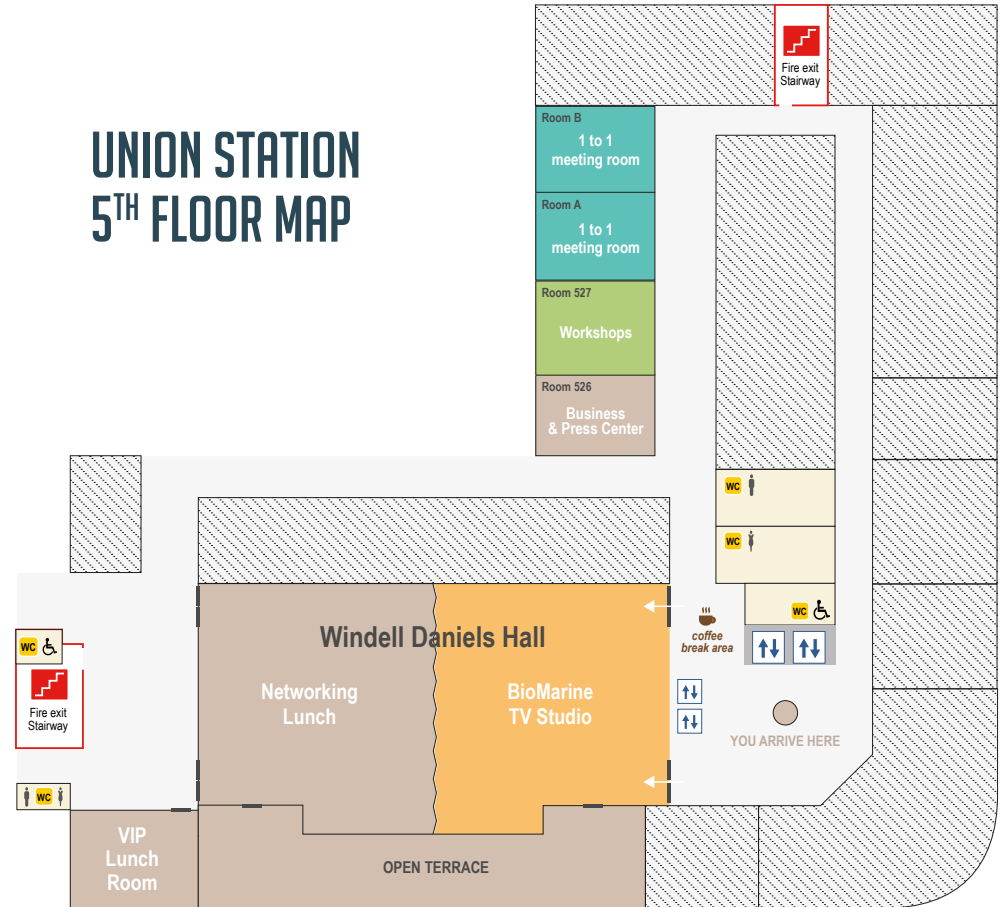 UNION STATION
5TH FLOOR MAP
Fire exit
Stairway
Room B
1 to 1
meeting room
Room A
1 to 1
meeting room
Room 527
Workshops
Room 526
Business
& Press Center
WC
WC
WC
coffee
break area
YOU ARRIVE HERE
Windell Daniels Hall
Networking
Lunch
BioMarine
TV Studio
WC
Fire exit
Stairway
WC
VIP
Lunch
Room
OPEN TERRACE